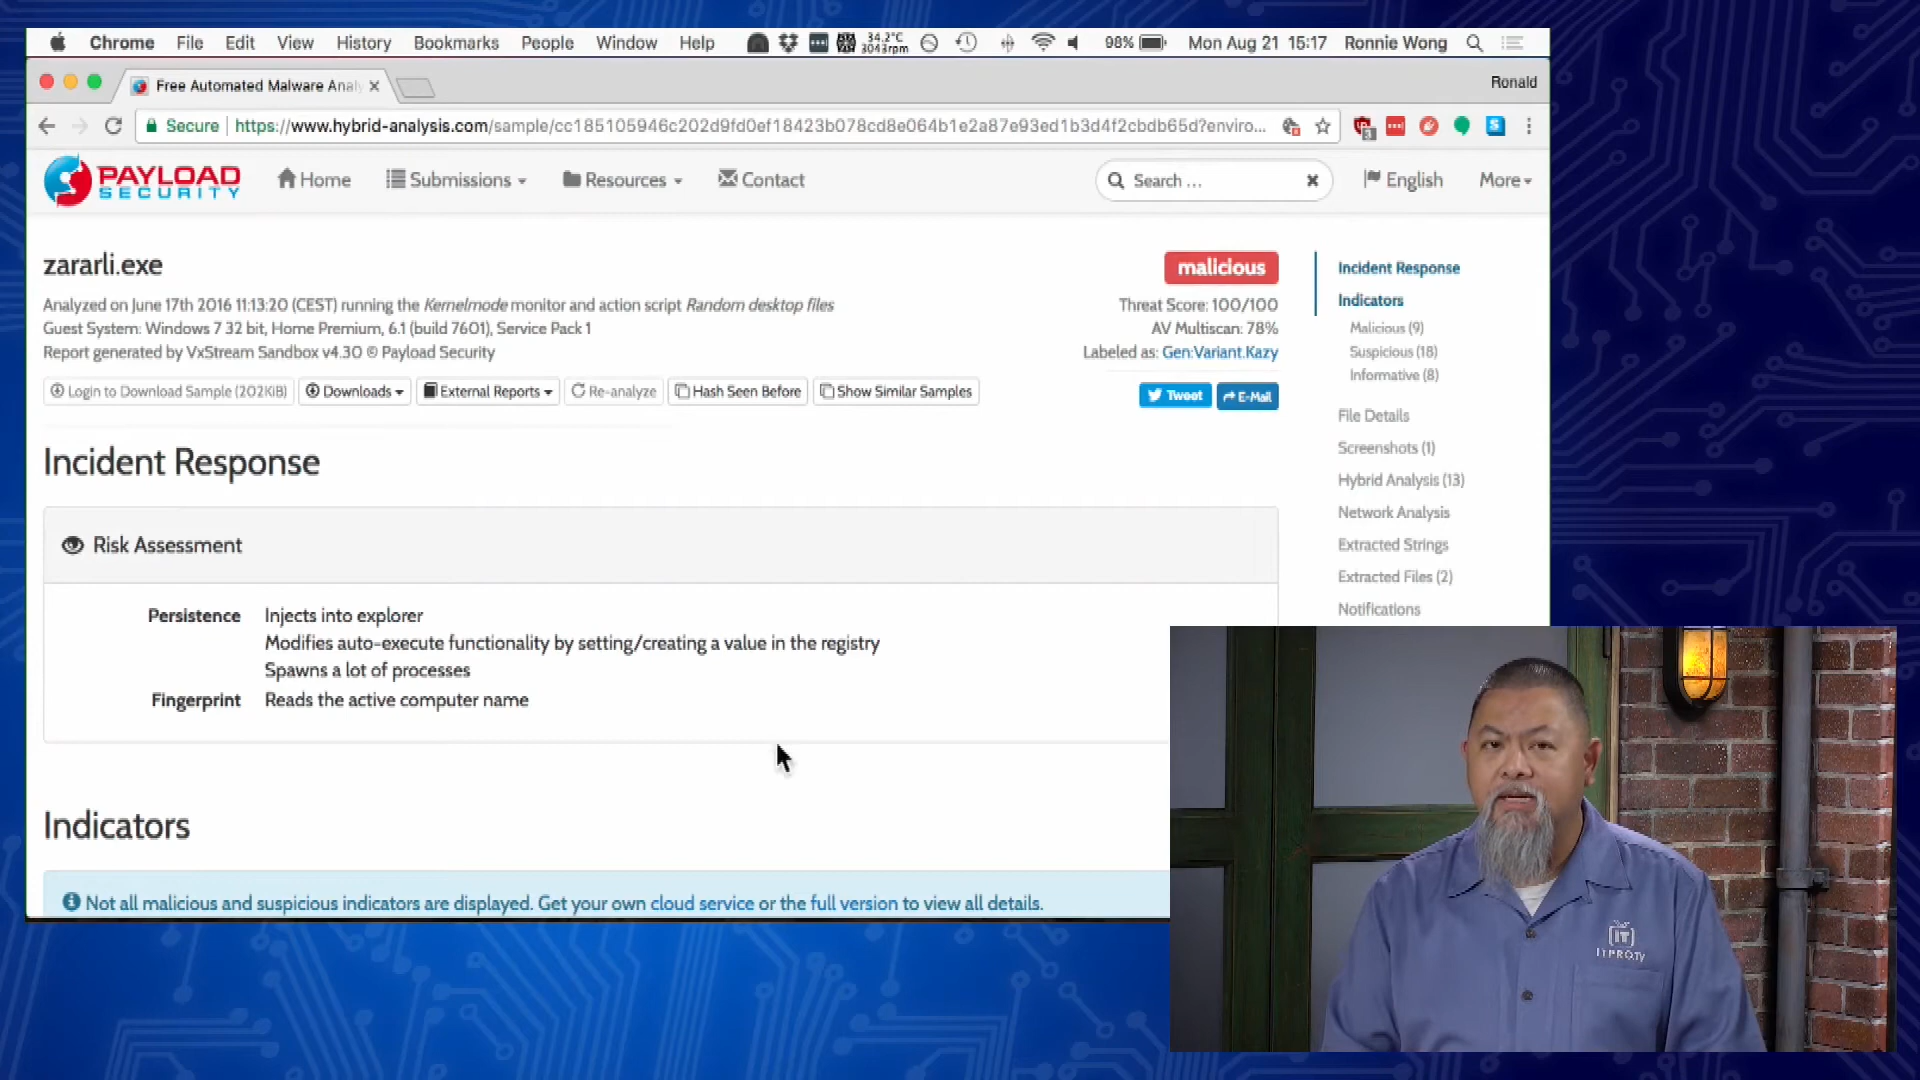 Chrome File Edit View History Bookmarks People Window Help 34.2°C 3043rpm 98% Mon Aug 21 15:17 Ronnie Wong
Free Automated Malware Anal Ronald
Secure https://www.hybrid-analysis.com/sample/cc185105946c202d9fd0ef18423b078cd8e064b1e2a87e93ed1b3d4f2cbdb65d?enviro...
PAYLOAD SECURITY Home Submissions Resources Contact Search ... English More
zararli.exe
malicious
Analyzed on June 17th 2016 11:13:20 (CEST) running the Kernelmode monitor and action script Random desktop files
Threat Score: 100/100
Guest System: Windows 7 32 bit, Home Premium, 6.1 (build 7601), Service Pack 1
AV Multiscan: 78%
Report generated by VxStream Sandbox v4.30 © Payload Security
Labeled as: Gen:Variant.Kazy
Login to Download Sample (202KiB) Downloads External Reports Re-analyze Hash Seen Before Show Similar Samples
Tweet E-Mail
Incident Response
Risk Assessment
Persistence Injects into explorer
Modifies auto-execute functionality by setting/creating a value in the registry
Spawns a lot of processes
Fingerprint Reads the active computer name
Indicators
Not all malicious and suspicious indicators are displayed. Get your own cloud service or the full version to view all details.
Incident Response
Indicators
Malicious (9)
Suspicious (18)
Informative (8)
File Details
Screenshots (1)
Hybrid Analysis (13)
Network Analysis
Extracted Strings
Extracted Files (2)
Notifications
IT
ITPRO.TV